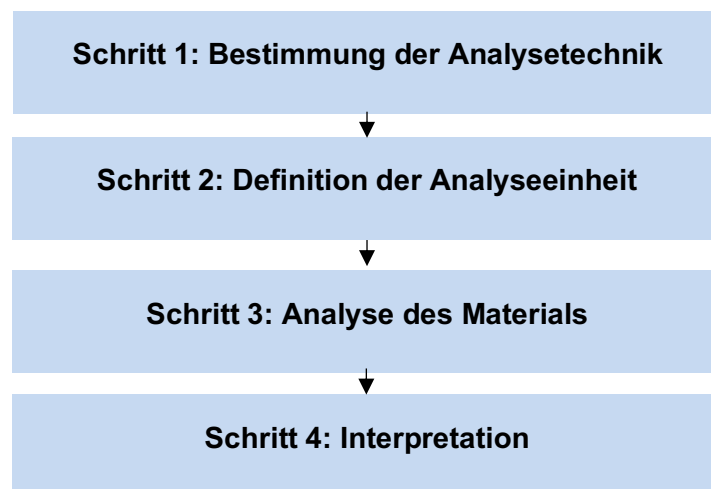 Schritt 1: Bestimmung der Analysetechnik
Schritt 2: Definition der Analyseeinheit
Schritt 3: Analyse des Materials
Schritt 4: Interpretation